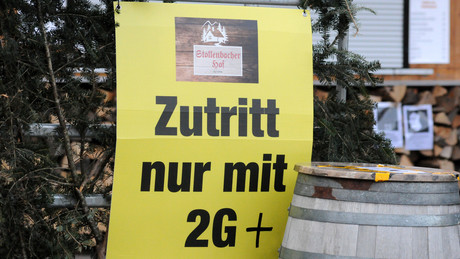 Stollenbacher
Hof
Zutritt
nur mit
2G +